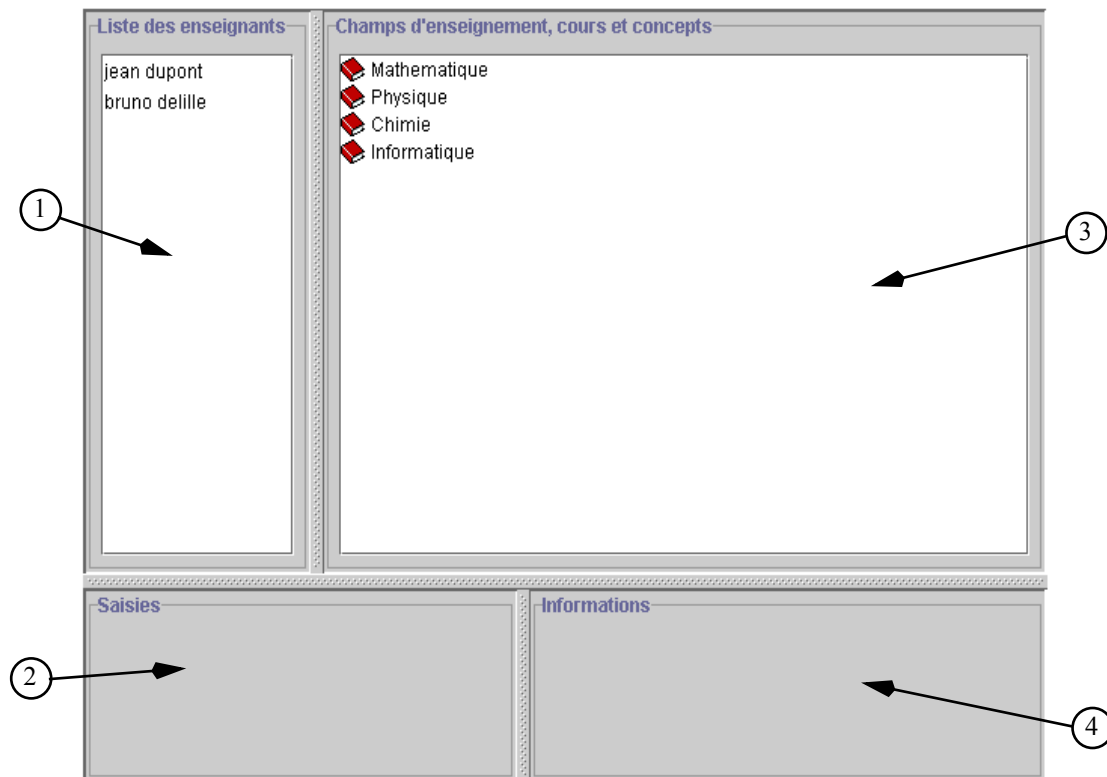 Liste des enseignants
jean dupont
bruno delille
Champs d'enseignement, cours et concepts
Mathematique
Physique
Chimie
Informatique
1
3
Saisies
Informations
2
4